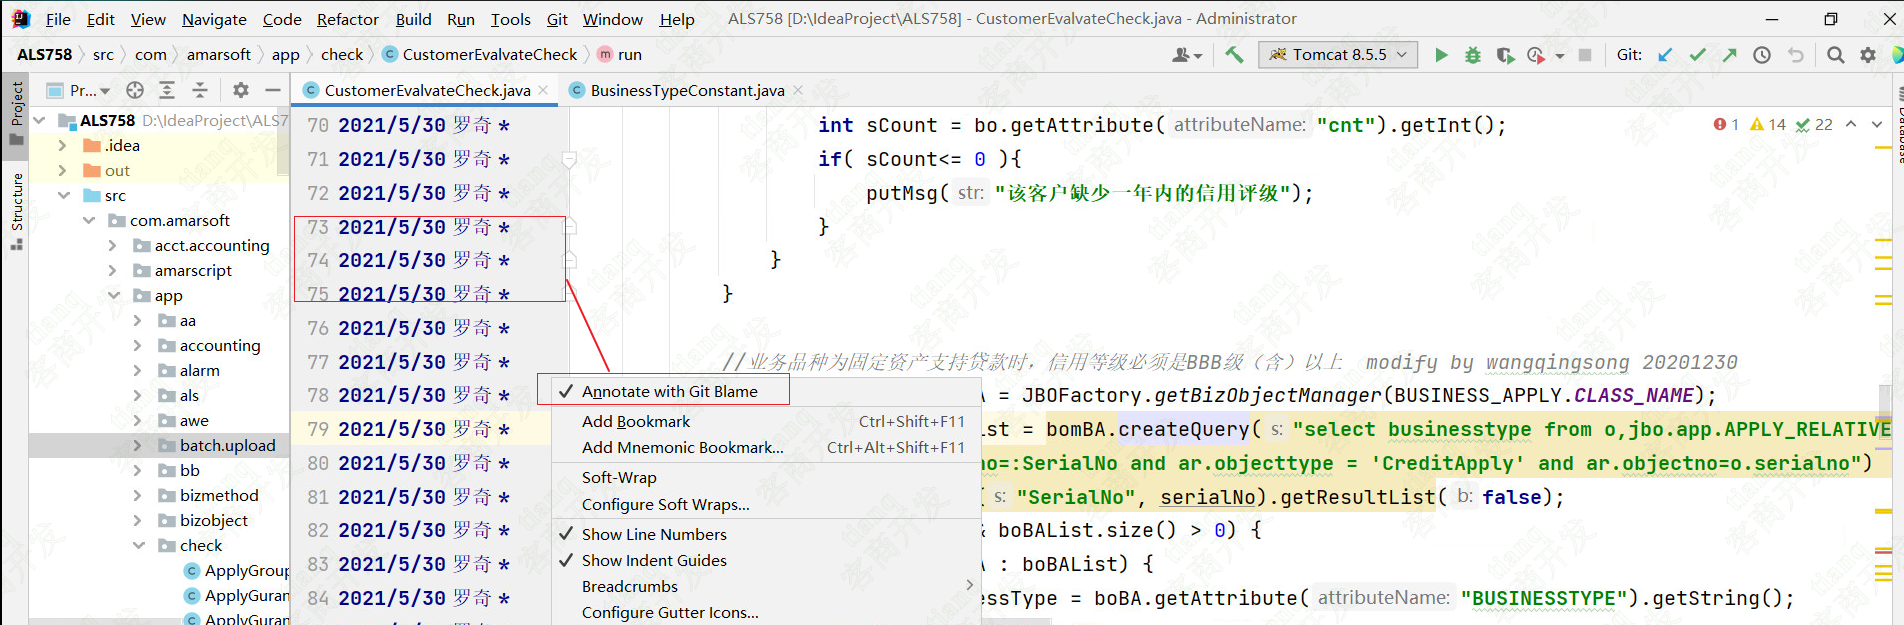 File Edit View Navigate Code Refactor Build Run Tools Git Window Help ALS758 [D:\IdeaProject\ALS758] - CustomerEvalvateCheck.java - Administrator
ALS758 src com amarsoft app check CustomerEvalvateCheck run Tomcat 8.5.5 Git:
Project
Structure
Database
Pr...
CustomerEvalvateCheck.java BusinessTypeConstant.java
ALS758 D:\IdeaProject\ALS7
.idea
out
src
com.amarsoft
acct.accounting
amarscript
app
aa
accounting
alarm
als
awe
batch.upload
bb
bizmethod
bizobject
check
ApplyGroup
ApplyGuran
ApplyGuran
1 14 22
70 2021/5/30 罗奇 * int sCount = bo.getAttribute( attributeName: "cnt").getInt();
71 2021/5/30 罗奇 * if( sCount<= 0 ){
72 2021/5/30 罗奇 * putMsg( str: "该客户缺少一年内的信用评级");
73 2021/5/30 罗奇 * }
74 2021/5/30 罗奇 * }
75 2021/5/30 罗奇 * }
76 2021/5/30 罗奇 *
77 2021/5/30 罗奇 * //业务品种为固定资产支持贷款时，信用等级必须是BBB级（含）以上 modify by wangqingsong 20201230
78 2021/5/30 罗奇 * A = JBOFactory.getBizObjectManager(BUSINESS_APPLY.CLASS_NAME);
79 2021/5/30 罗奇 * ist = bomBA.createQuery( s: "select businesstype from o,jbo.app.APPLY_RELATIVE
80 2021/5/30 罗奇 * no=:SerialNo and ar.objecttype = 'CreditApply' and ar.objectno=o.serialno")
81 2021/5/30 罗奇 * ( s: "SerialNo", serialNo).getResultList( b: false);
82 2021/5/30 罗奇 * & boBAList.size() > 0) {
83 2021/5/30 罗奇 * A : boBAList) {
84 2021/5/30 罗奇 * essType = boBA.getAttribute( attributeName: "BUSINESSTYPE").getString();
Annotate with Git Blame
Add Bookmark Ctrl+Shift+F11
Add Mnemonic Bookmark... Ctrl+Alt+Shift+F11
Soft-Wrap
Configure Soft Wraps...
Show Line Numbers
Show Indent Guides
Breadcrumbs
Configure Gutter Icons...